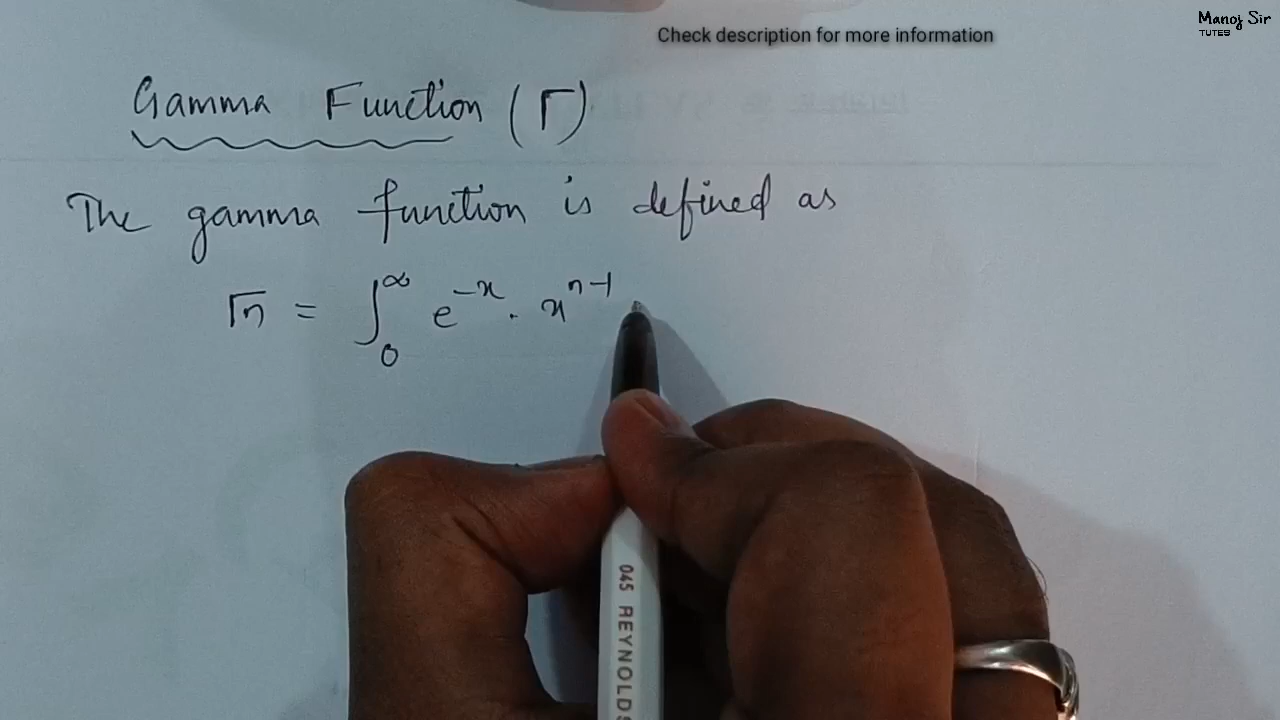 Manoj Sir
TUTES
Check description for more information
Gamma Function (Γ)
The gamma function is defined as
Γn = ∫₀^∞ e^{-x} · x^{n-1}
045 REYNOLDS